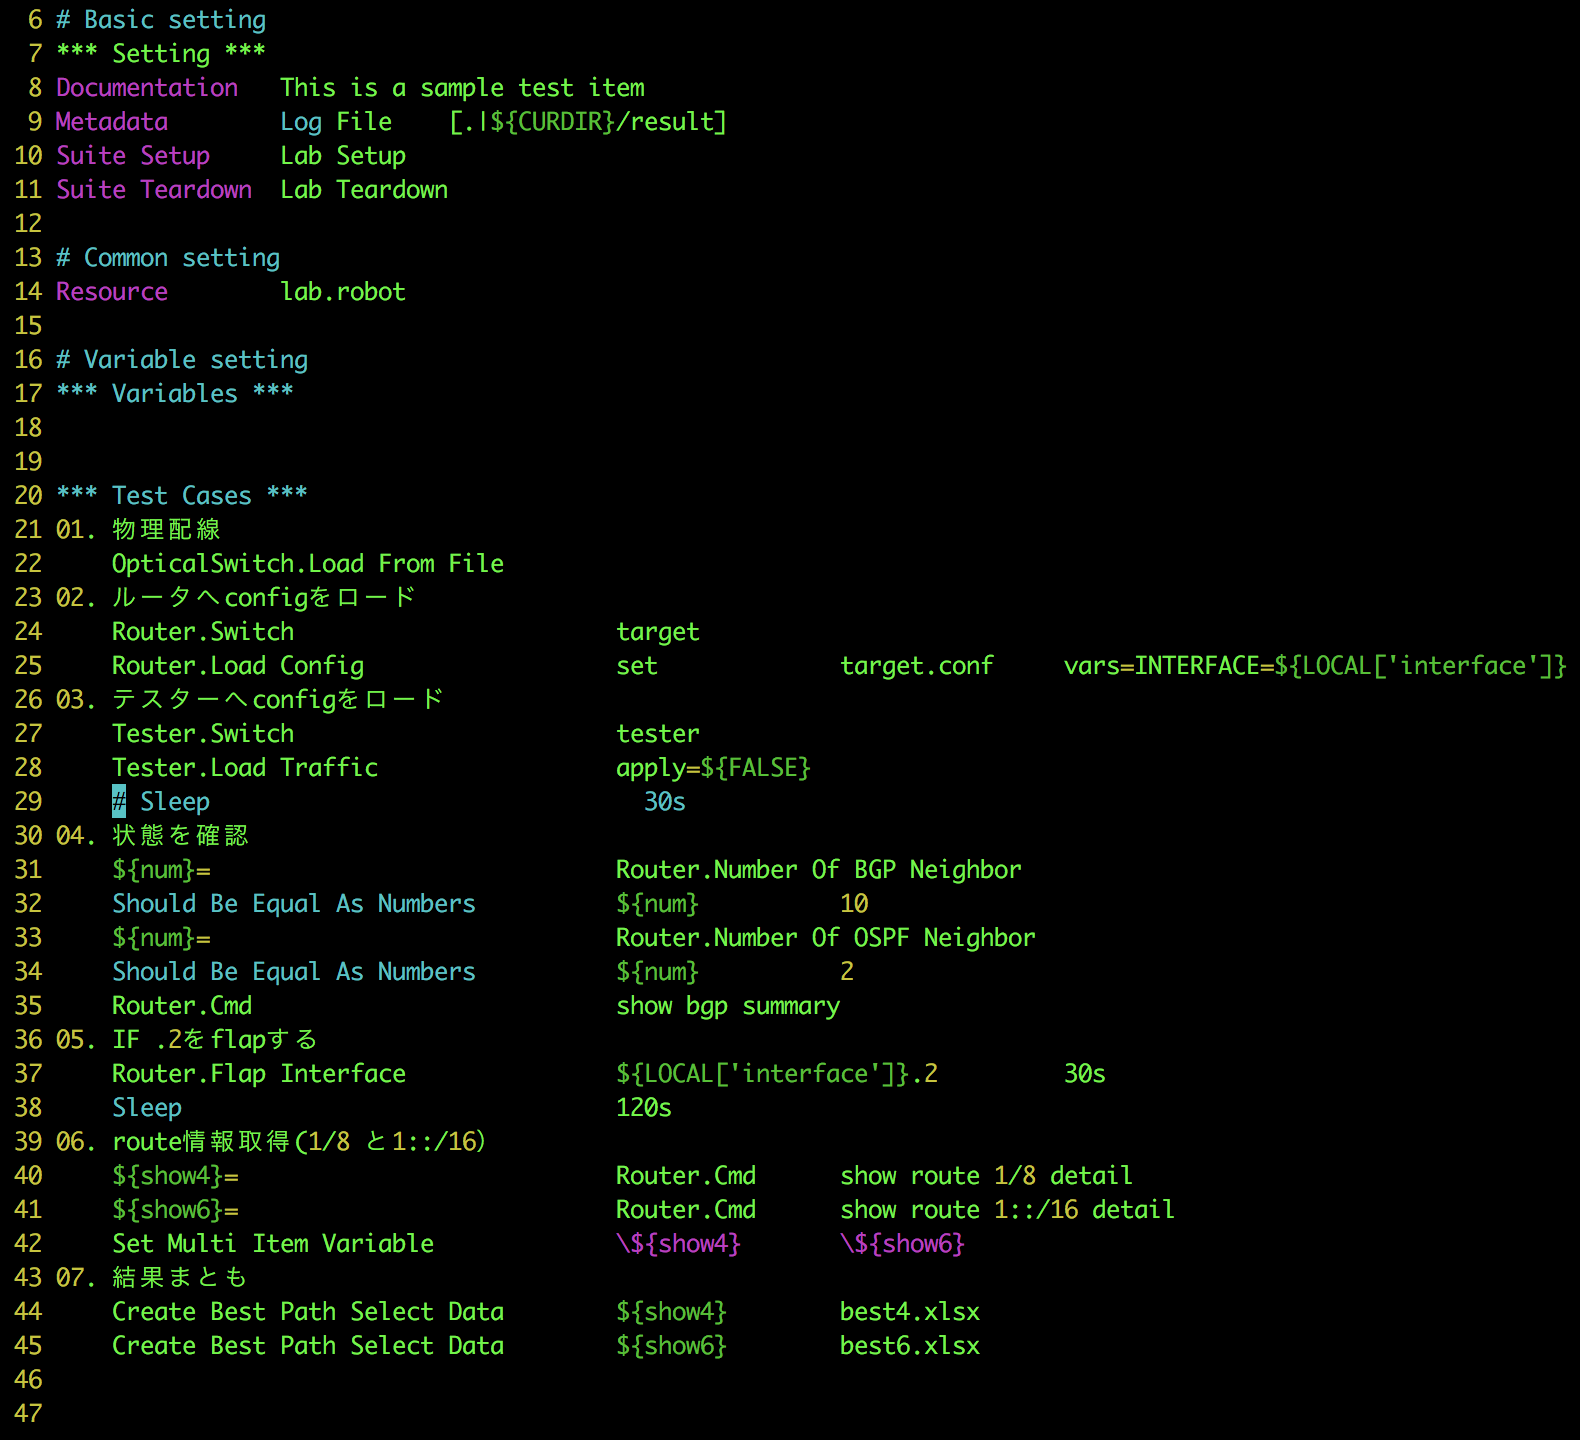 6 # Basic setting
7 *** Setting ***
8 Documentation   This is a sample test item
9 Metadata        Log File    [.|${CURDIR}/result]
10 Suite Setup     Lab Setup
11 Suite Teardown  Lab Teardown
12
13 # Common setting
14 Resource        lab.robot
15
16 # Variable setting
17 *** Variables ***
18
19
20 *** Test Cases ***
21 01. 物理配線
22     OpticalSwitch.Load From File
23 02. ルータへconfigをロード
24     Router.Switch                       target
25     Router.Load Config                  set             target.conf     vars=INTERFACE=${LOCAL['interface']}
26 03. テスターへconfigをロード
27     Tester.Switch                       tester
28     Tester.Load Traffic                 apply=${FALSE}
29     # Sleep                               30s
30 04. 状態を確認
31     ${num}=                             Router.Number Of BGP Neighbor
32     Should Be Equal As Numbers          ${num}          10
33     ${num}=                             Router.Number Of OSPF Neighbor
34     Should Be Equal As Numbers          ${num}          2
35     Router.Cmd                          show bgp summary
36 05. IF .2をflapする
37     Router.Flap Interface               ${LOCAL['interface']}.2         30s
38     Sleep                               120s
39 06. route情報取得(1/8 と1::/16)
40     ${show4}=                           Router.Cmd      show route 1/8 detail
41     ${show6}=                           Router.Cmd      show route 1::/16 detail
42     Set Multi Item Variable             \${show4}       \${show6}
43 07. 結果まとも
44     Create Best Path Select Data        ${show4}        best4.xlsx
45     Create Best Path Select Data        ${show6}        best6.xlsx
46
47